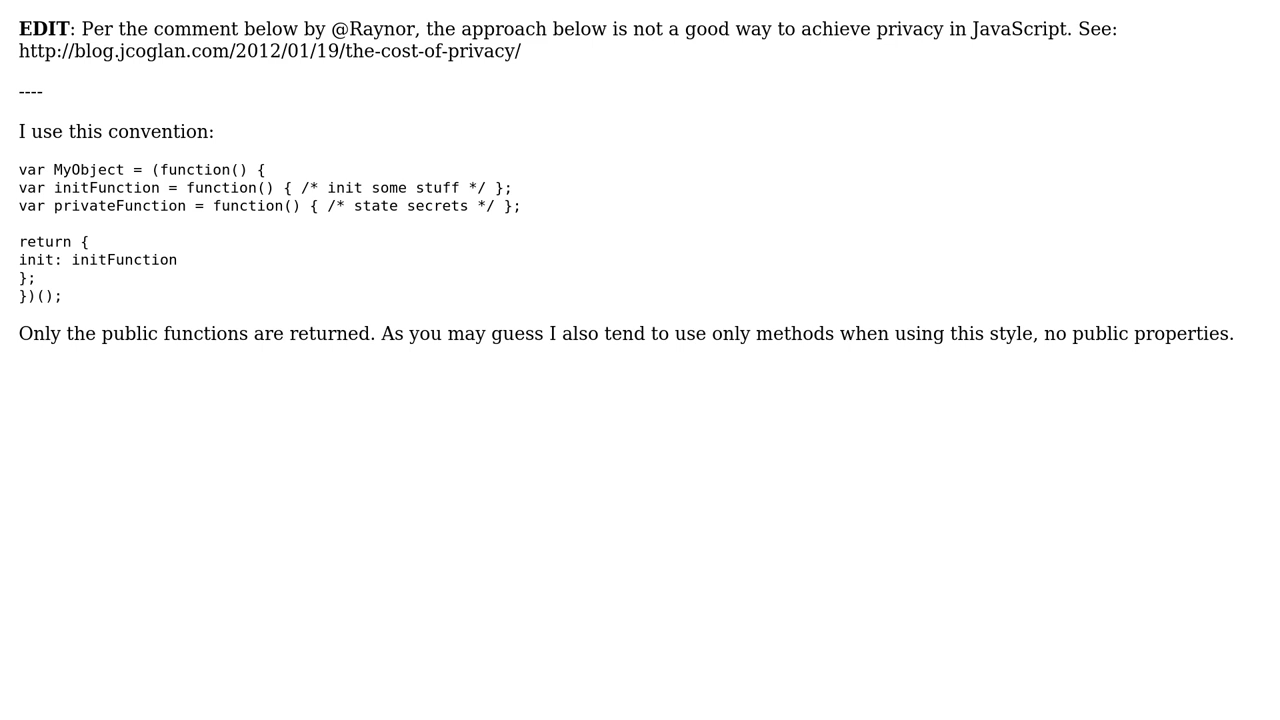 EDIT: Per the comment below by @Raynor, the approach below is not a good way to achieve privacy in JavaScript. See:
http://blog.jcoglan.com/2012/01/19/the-cost-of-privacy/
----
I use this convention:
var MyObject = (function() {
var initFunction = function() { /* init some stuff */ };
var privateFunction = function() { /* state secrets */ };
return {
init: initFunction
};
})();
Only the public functions are returned. As you may guess I also tend to use only methods when using this style, no public properties.